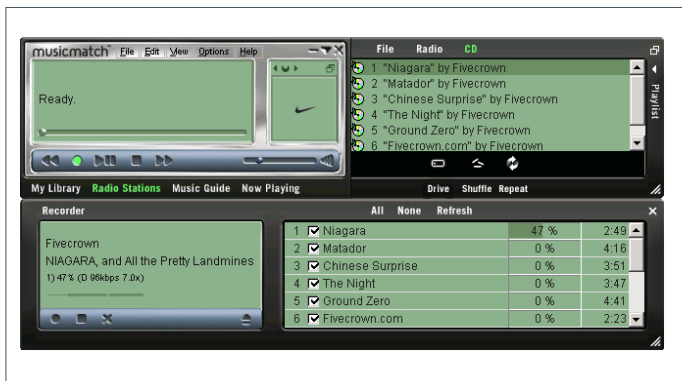 musicmatch File Edit View Options Help
File Radio CD
Ready.
1 "Niagara" by Fivecrown
2 "Matador" by Fivecrown
3 "Chinese Surprise" by Fivecrown
4 "The Night" by Fivecrown
5 "Ground Zero" by Fivecrown
6 "Fivecrown.com" by Fivecrown
Playlist
My Library Radio Stations Music Guide Now Playing
Drive Shuffle Repeat
Recorder
All None Refresh
Fivecrown
NIAGARA, and All the Pretty Landmines
1) 47% (D 96kbps 7.0x)
1 Niagara 47 % 2:49
2 Matador 0 % 4:16
3 Chinese Surprise 0 % 3:51
4 The Night 0 % 3:47
5 Ground Zero 0 % 4:41
6 Fivecrown.com 0 % 2:23